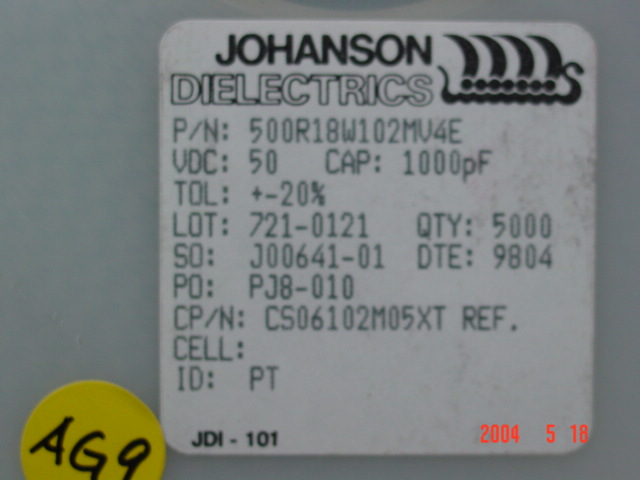 JOHANSON
DIELECTRICS
P/N: 500R18W102MV4E
VDC: 50 CAP: 1000pF
TOL: +-20%
LOT: 721-0121 QTY: 5000
SO: J00641-01 DTE: 9804
PO: PJ8-010
CP/N: CS06102M05XT REF.
CELL:
ID: PT
JDI - 101
2004 5 18
AG9